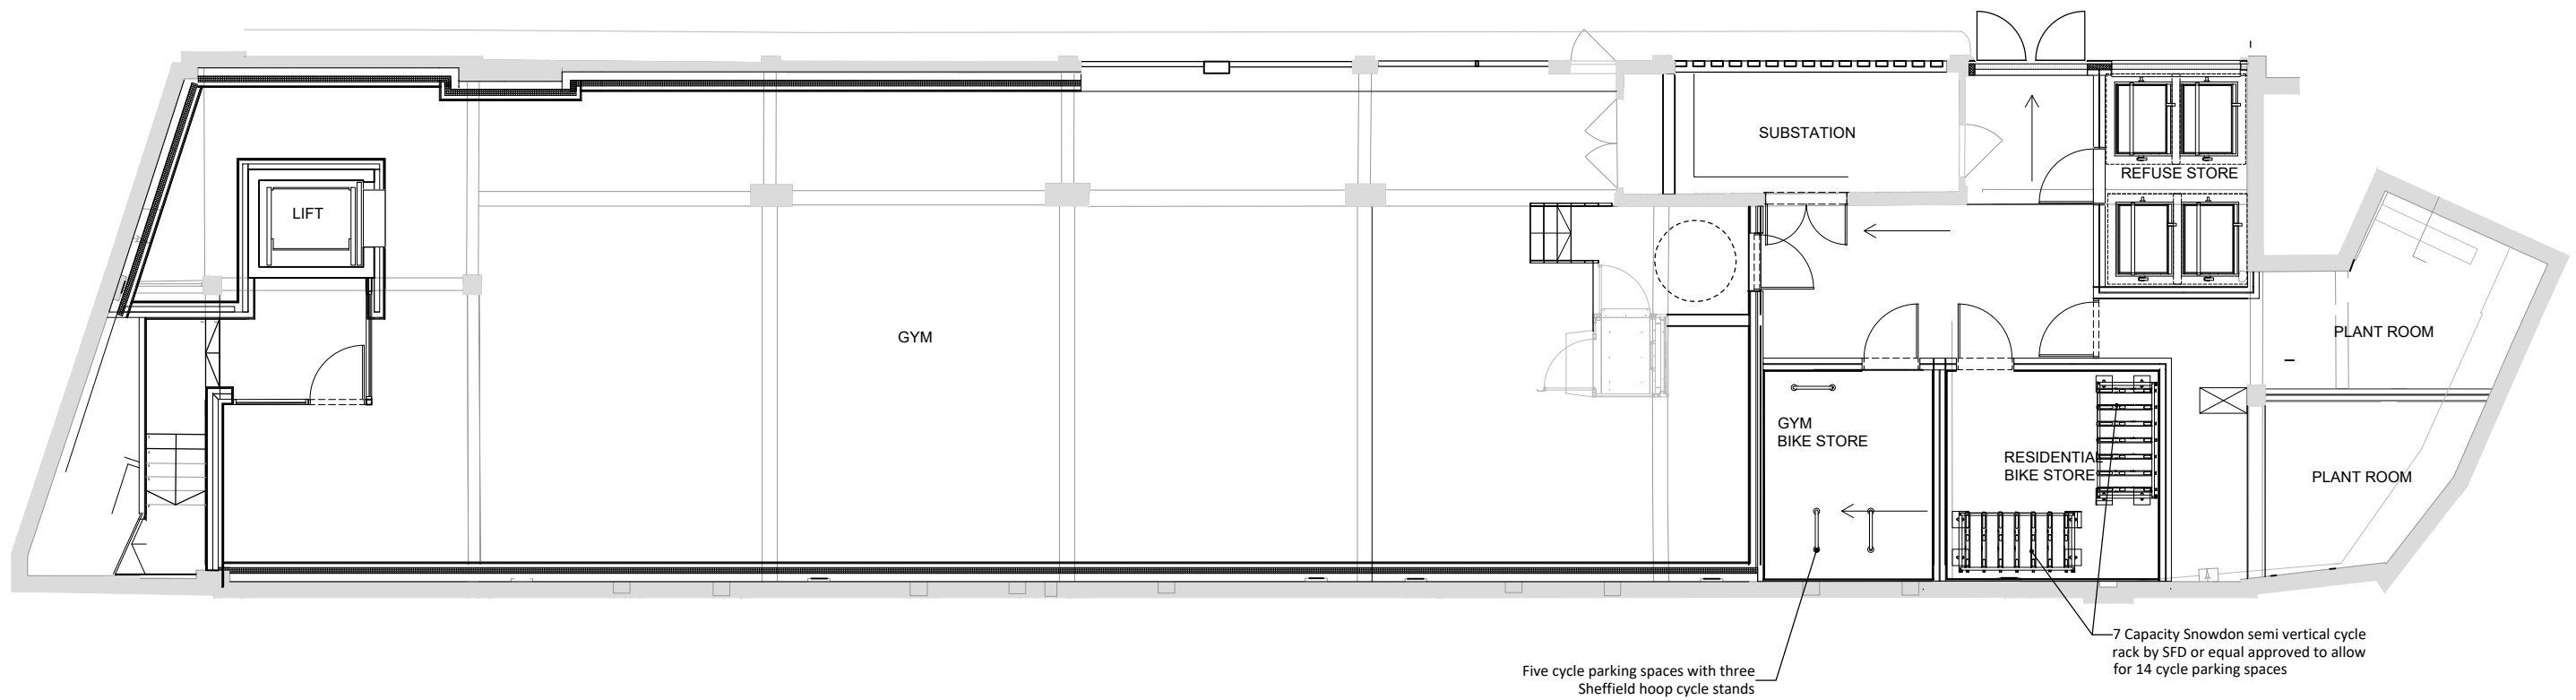 SUBSTATION
REFUSE STORE
LIFT
GYM
PLANT ROOM
GYM
BIKE STORE
RESIDENTIAL
BIKE STORE
PLANT ROOM
7 Capacity Snowdon semi vertical cycle
rack by SFD or equal approved to allow
for 14 cycle parking spaces
Five cycle parking spaces with three
Sheffield hoop cycle stands